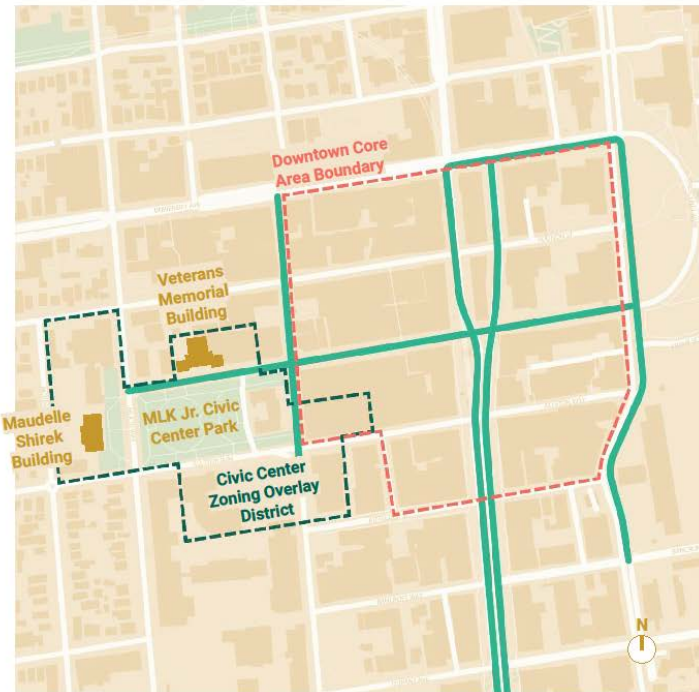 Downtown Core
Area Boundary
Veterans
Memorial
Building
Maudelle
Shirek
Building
MLK Jr. Civic
Center Park
Civic Center
Zoning Overlay
District
N